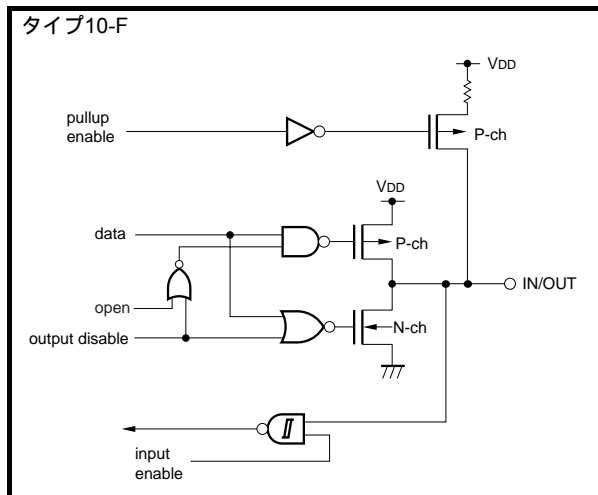 タイプ10-F
VDD
pullup
enable
P-ch
VDD
data
P-ch
open
IN/OUT
output disable
N-ch
input
enable